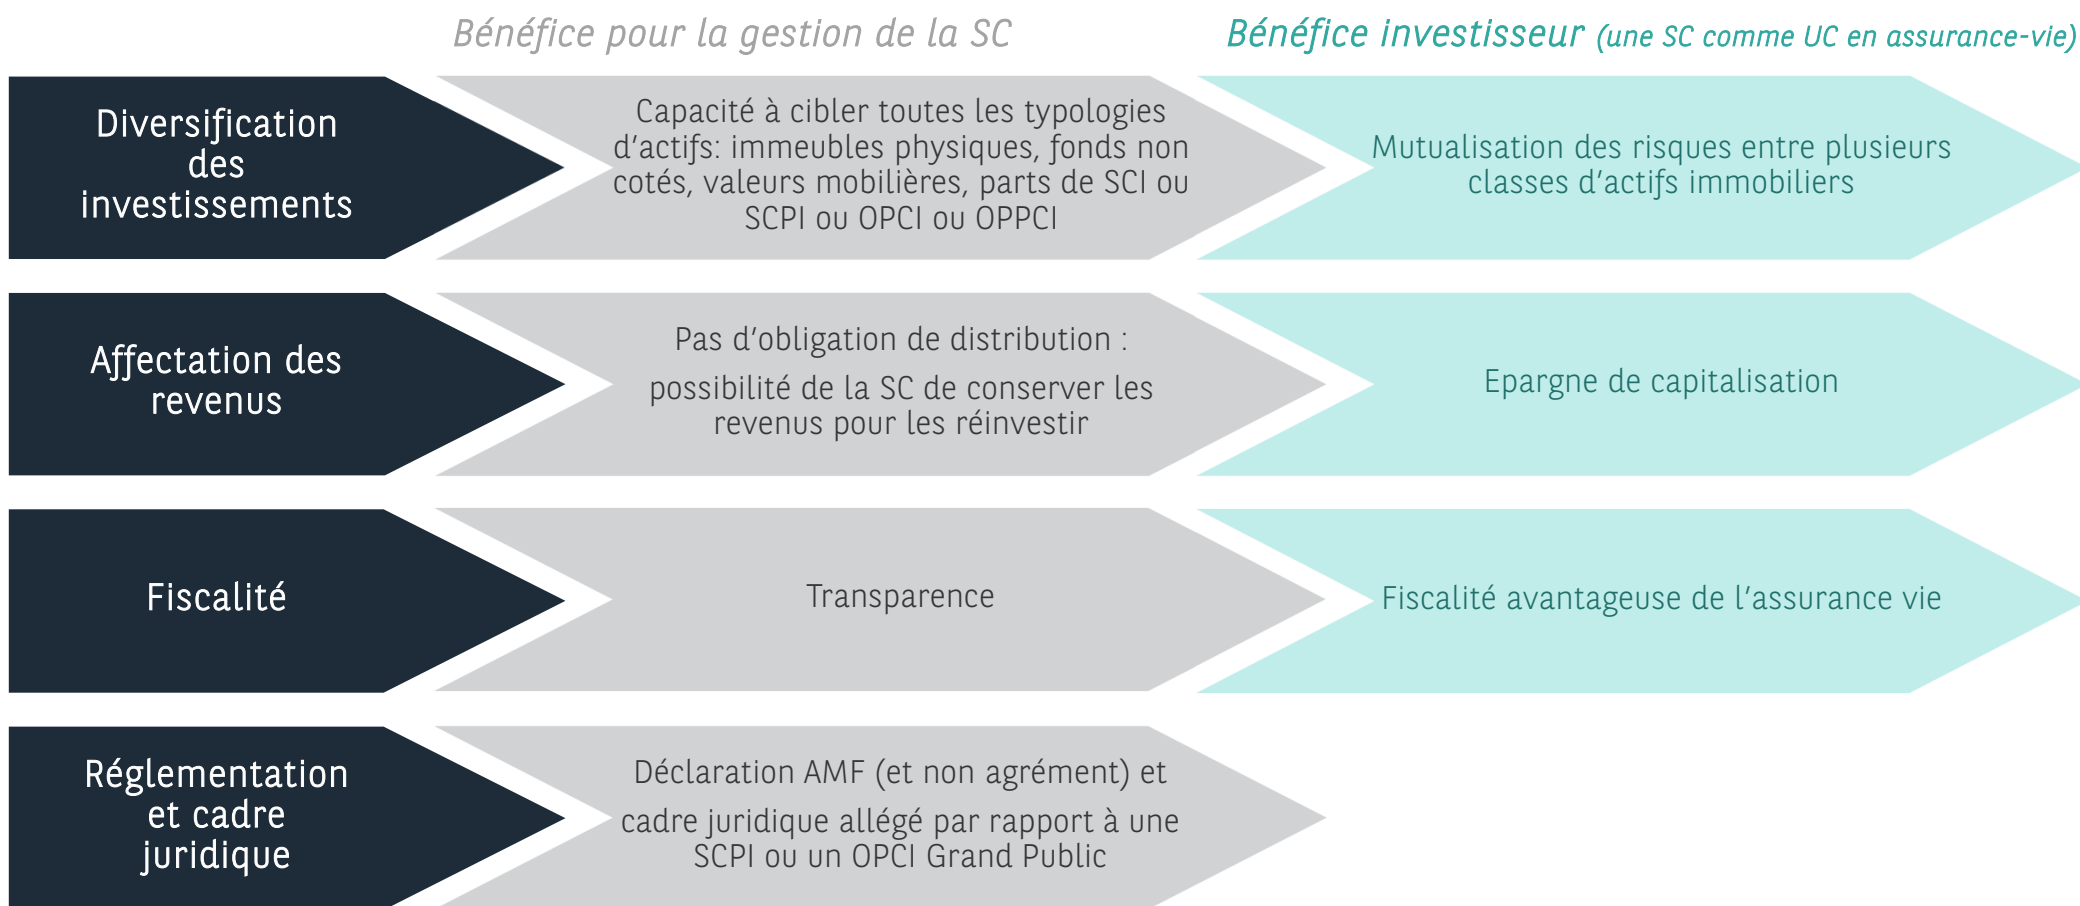 Bénéfice pour la gestion de la SC
Bénéfice investisseur (une SC comme UC en assurance-vie)
Diversification
des
investissements
Capacité à cibler toutes les typologies
d'actifs: immeubles physiques, fonds non
cotés, valeurs mobilières, parts de SCI ou
SCPI ou OPCI ou OPPCI
Mutualisation des risques entre plusieurs
classes d'actifs immobiliers
Affectation des
revenus
Pas d'obligation de distribution :
possibilité de la SC de conserver les
revenus pour les réinvestir
Epargne de capitalisation
Fiscalité
Transparence
Fiscalité avantageuse de l'assurance vie
Réglementation
et cadre
juridique
Déclaration AMF (et non agrément) et
cadre juridique allégé par rapport à une
SCPI ou un OPCI Grand Public